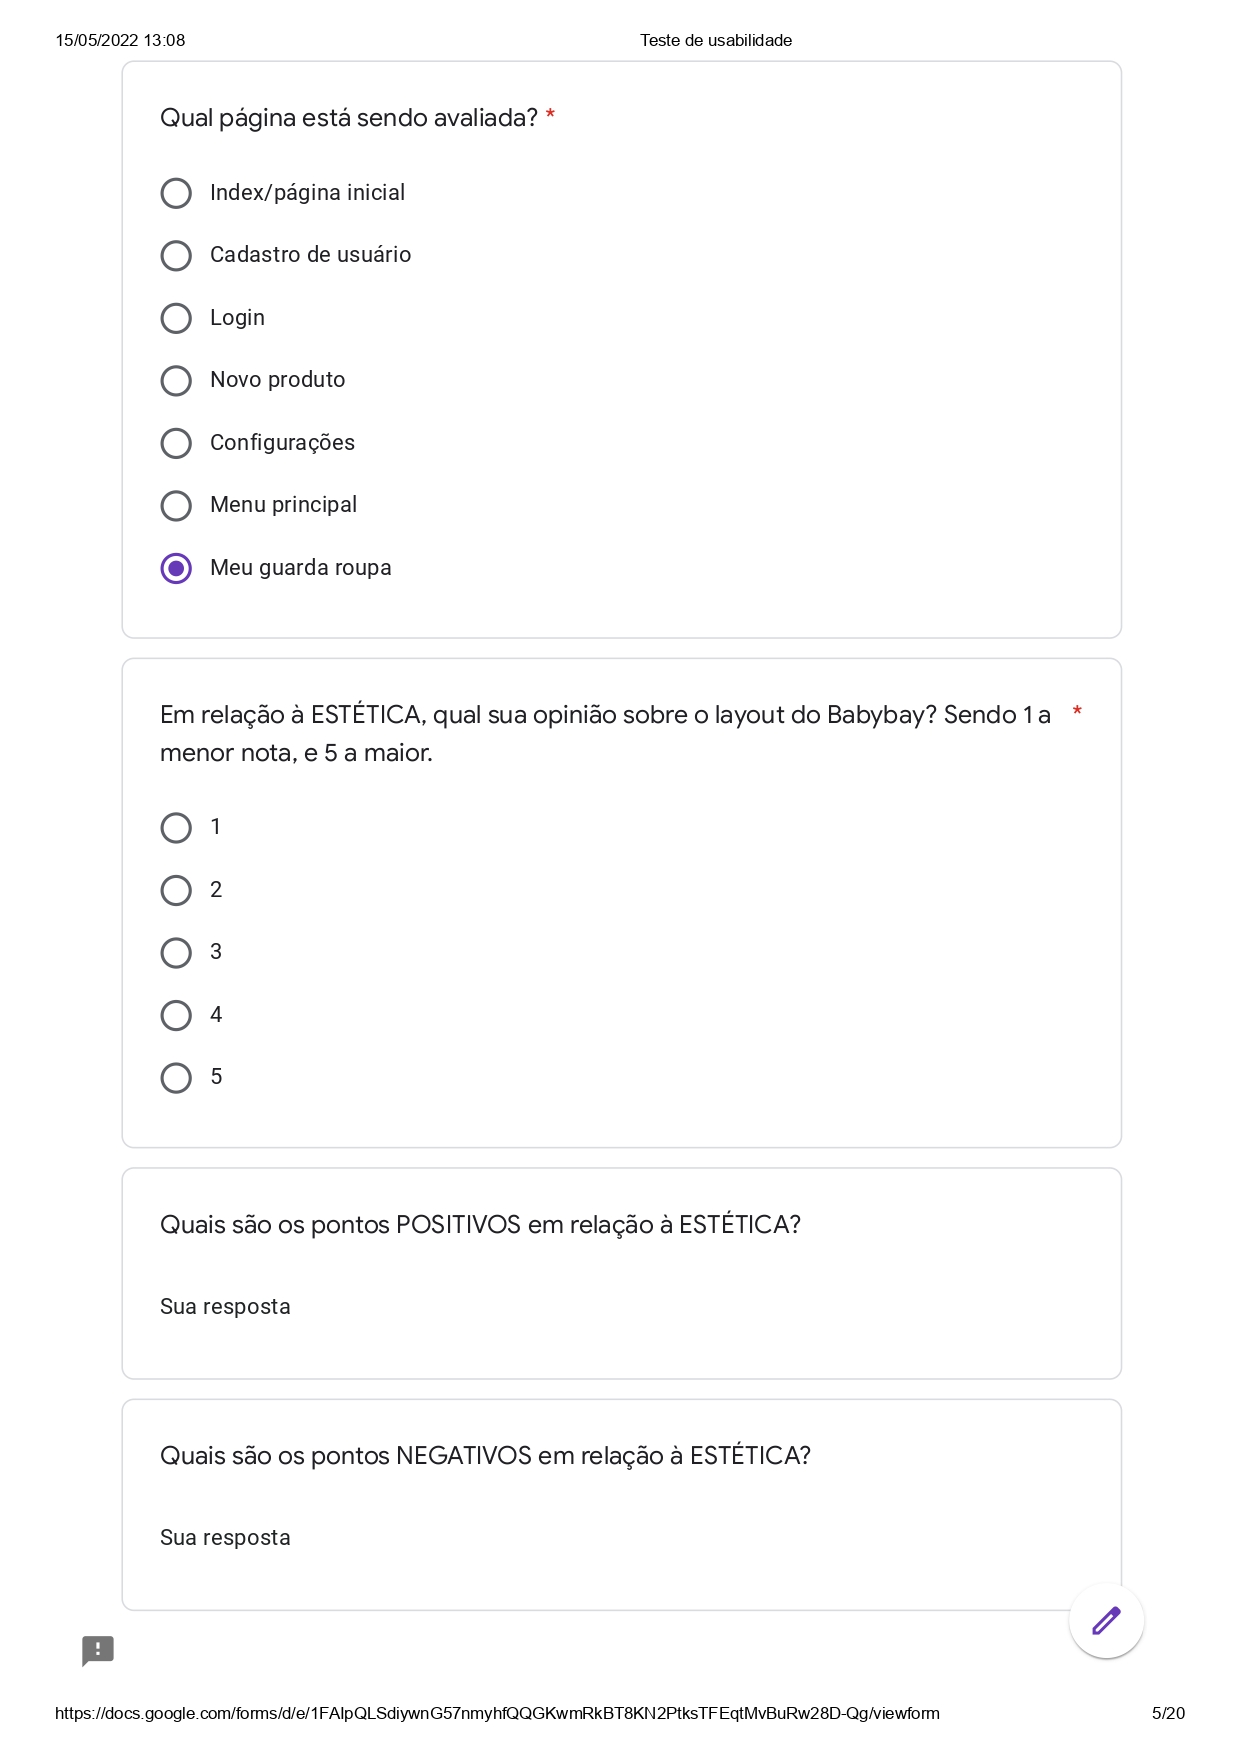 15/05/2022 13:08 Teste de usabilidade
Qual página está sendo avaliada? *
Index/página inicial
Cadastro de usuário
Login
Novo produto
Configurações
Menu principal
Meu guarda roupa
Em relação à ESTÉTICA, qual sua opinião sobre o layout do Babybay? Sendo 1 a *
menor nota, e 5 a maior.
1
2
3
4
5
Quais são os pontos POSITIVOS em relação à ESTÉTICA?
Sua resposta
Quais são os pontos NEGATIVOS em relação à ESTÉTICA?
Sua resposta
https://docs.google.com/forms/d/e/1FAIpQLSdiywnG57nmyhfQQGKwmRkBT8KN2PtksTFEqtMvBuRw28D-Qg/viewform 5/20